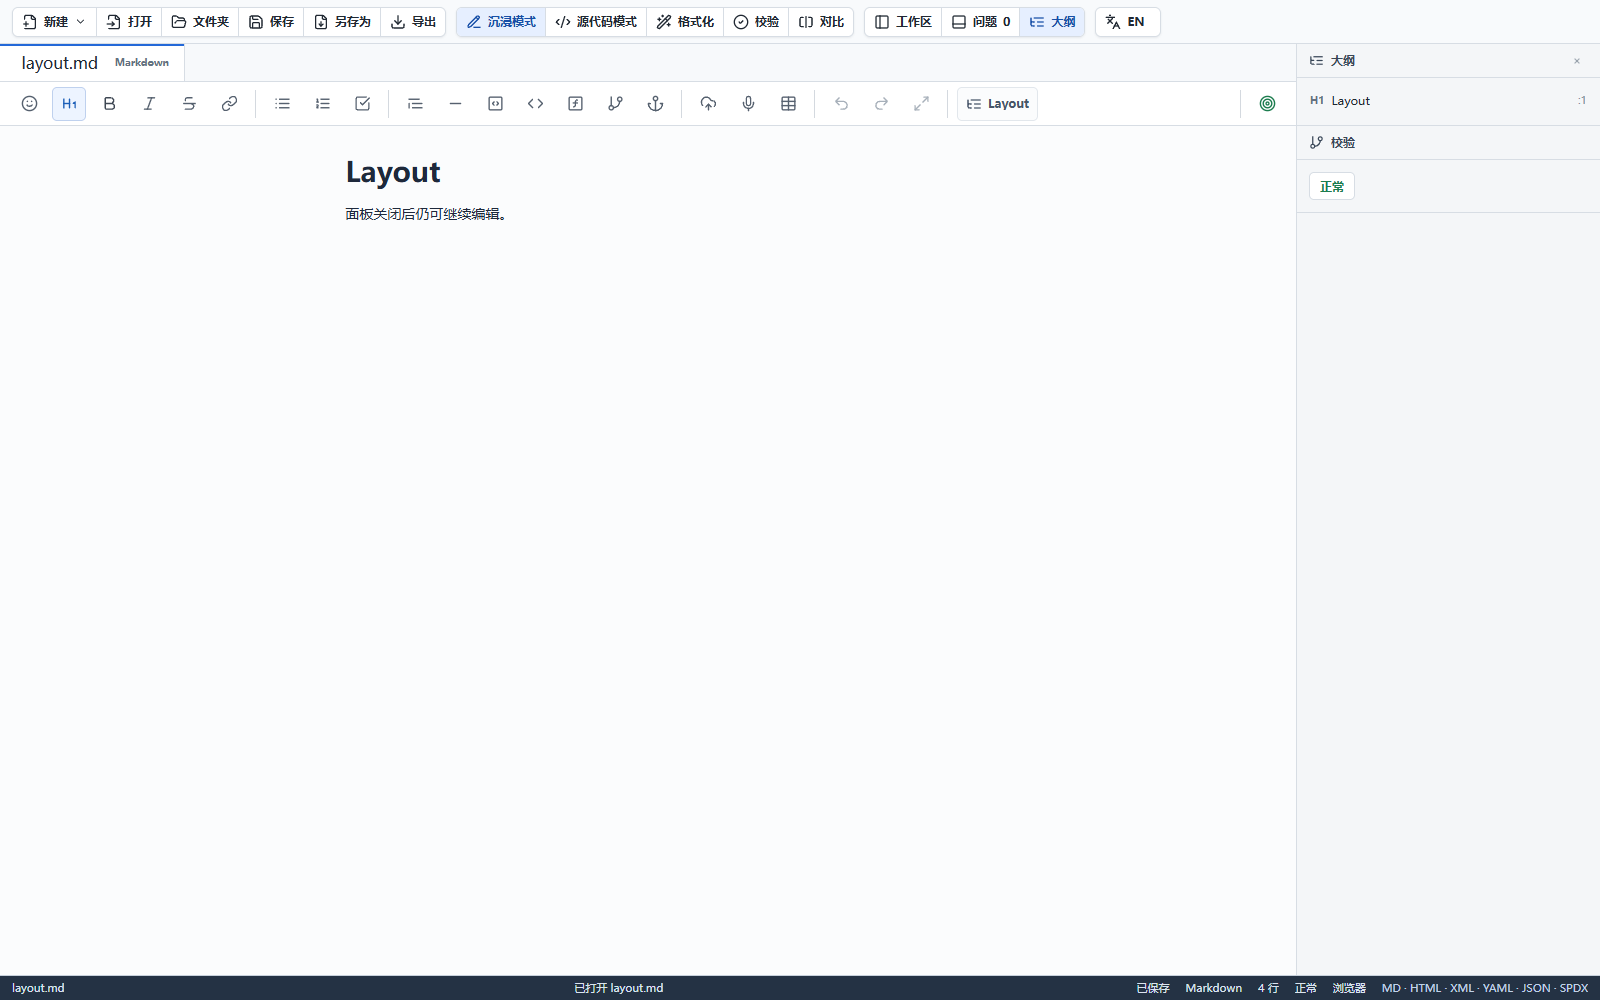 新建 打开 文件夹 保存 另存为 导出 沉浸模式 源代码模式 格式化 校验 对比 工作区 问题 0 大纲 EN
layout.md Markdown
H1 Layout
大纲 ×
H1 Layout :1
校验
正常
Layout
面板关闭后仍可继续编辑。
layout.md 已打开 layout.md 已保存 Markdown 4 行 正常 浏览器 MD · HTML · XML · YAML · JSON · SPDX